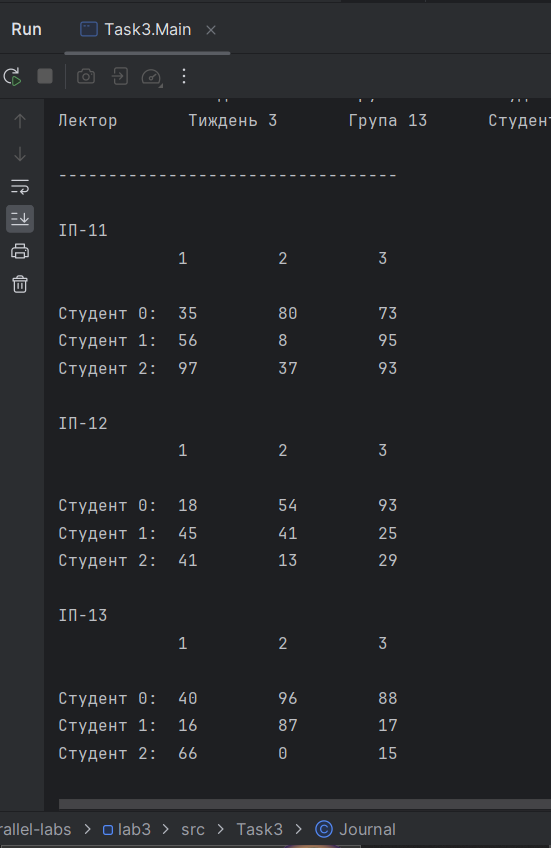 Run Task3.Main
Лектор Тиждень 3 Група 13 Студент
----------------------------------
ІП-11
1 2 3
Студент 0: 35 80 73
Студент 1: 56 8 95
Студент 2: 97 37 93
ІП-12
1 2 3
Студент 0: 18 54 93
Студент 1: 45 41 25
Студент 2: 41 13 29
ІП-13
1 2 3
Студент 0: 40 96 88
Студент 1: 16 87 17
Студент 2: 66 0 15
rallel-labs > lab3 > src > Task3 > Journal